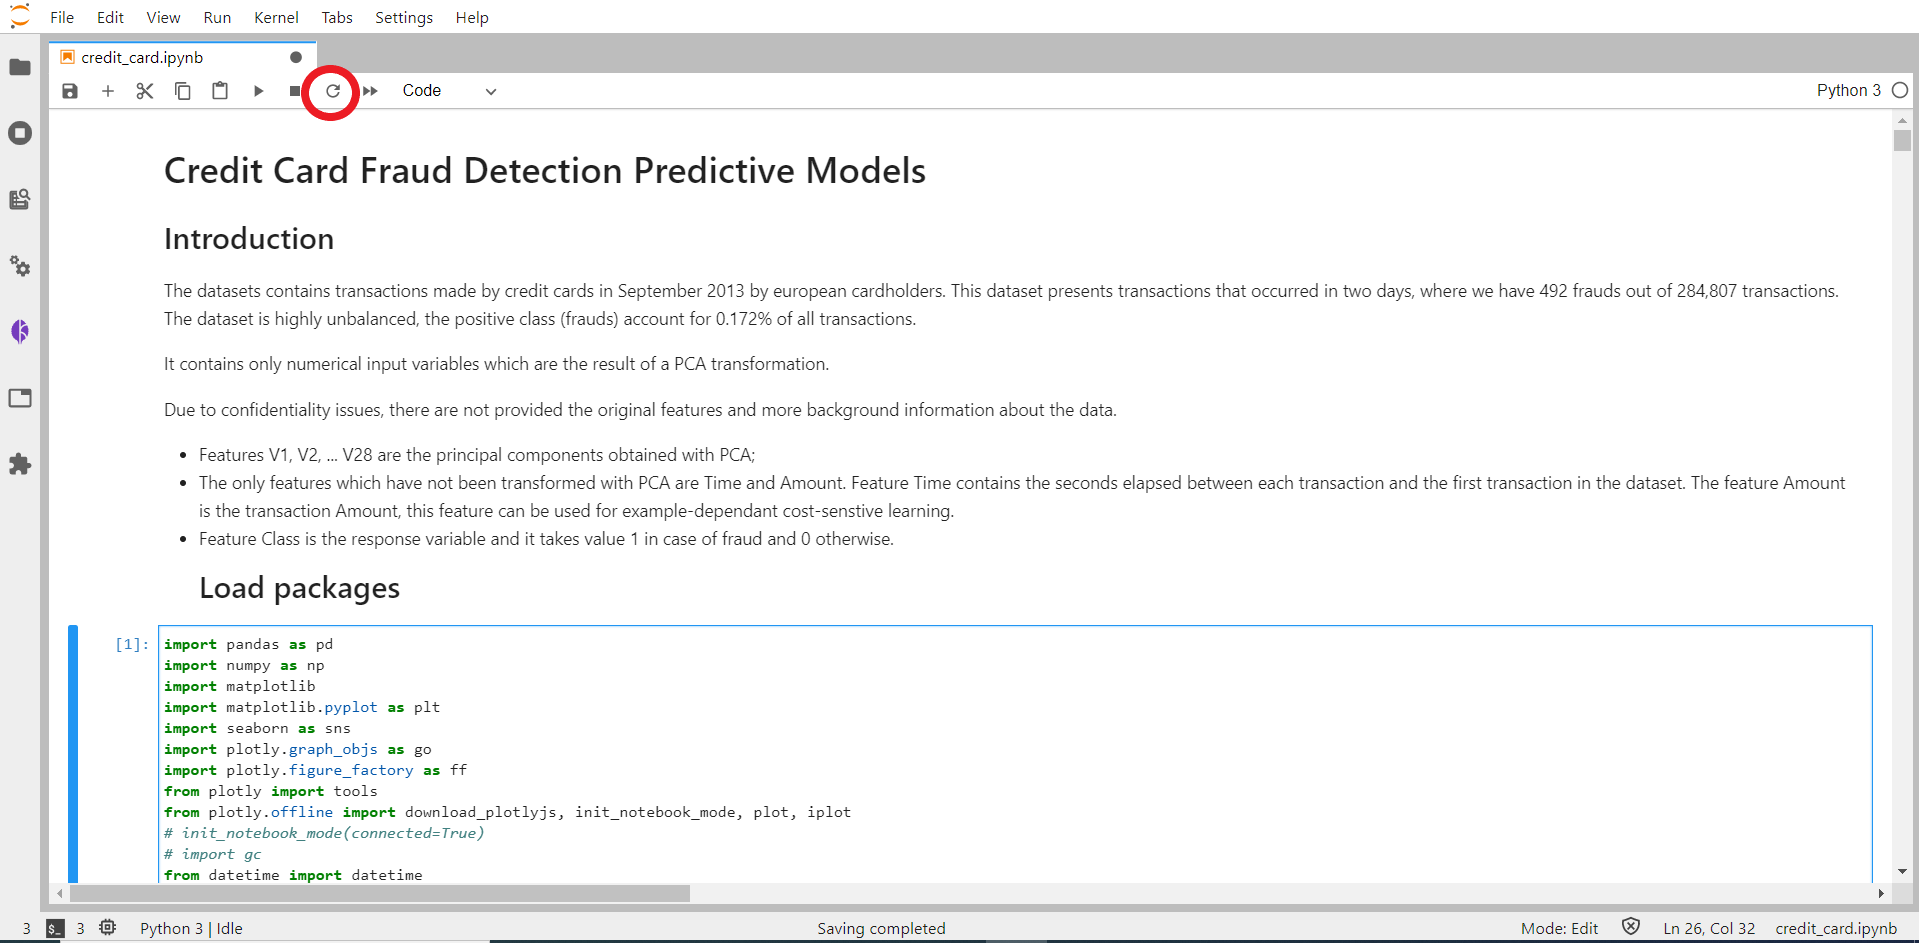 File Edit View Run Kernel Tabs Settings Help
credit_card.ipynb
Code
Python 3
Credit Card Fraud Detection Predictive Models
Introduction
The datasets contains transactions made by credit cards in September 2013 by european cardholders. This dataset presents transactions that occurred in two days, where we have 492 frauds out of 284,807 transactions.
The dataset is highly unbalanced, the positive class (frauds) account for 0.172% of all transactions.
It contains only numerical input variables which are the result of a PCA transformation.
Due to confidentiality issues, there are not provided the original features and more background information about the data.
• Features V1, V2, ... V28 are the principal components obtained with PCA;
• The only features which have not been transformed with PCA are Time and Amount. Feature Time contains the seconds elapsed between each transaction and the first transaction in the dataset. The feature Amount
is the transaction Amount, this feature can be used for example-dependant cost-senstive learning.
• Feature Class is the response variable and it takes value 1 in case of fraud and 0 otherwise.
Load packages
[1]: import pandas as pd
import numpy as np
import matplotlib
import matplotlib.pyplot as plt
import seaborn as sns
import plotly.graph_objs as go
import plotly.figure_factory as ff
from plotly import tools
from plotly.offline import download_plotlyjs, init_notebook_mode, plot, iplot
# init_notebook_mode(connected=True)
# import gc
from datetime import datetime
3 $_ 3 Python 3 | Idle Saving completed Mode: Edit Ln 26, Col 32 credit_card.ipynb